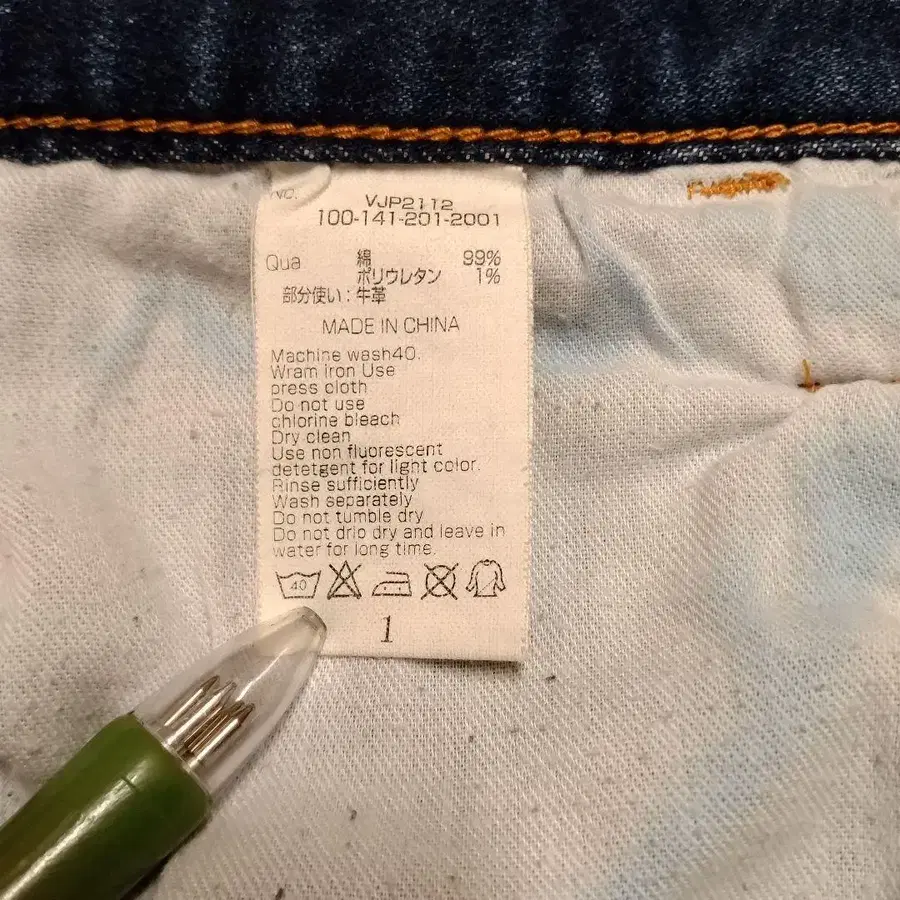 No. VJP2112
100-141-201-2001
Qua 綿 99%
ポリウレタン 1%
部分使い：牛革
MADE IN CHINA
Machine wash40.
Wram iron Use
press cloth
Do not use
chlorine bleach
Dry clean
Use non fluorescent
detetgent for light color.
Rinse sufficiently
Wash separately
Do not tumble dry
Do not drip dry and leave in
water for long time.
40
1